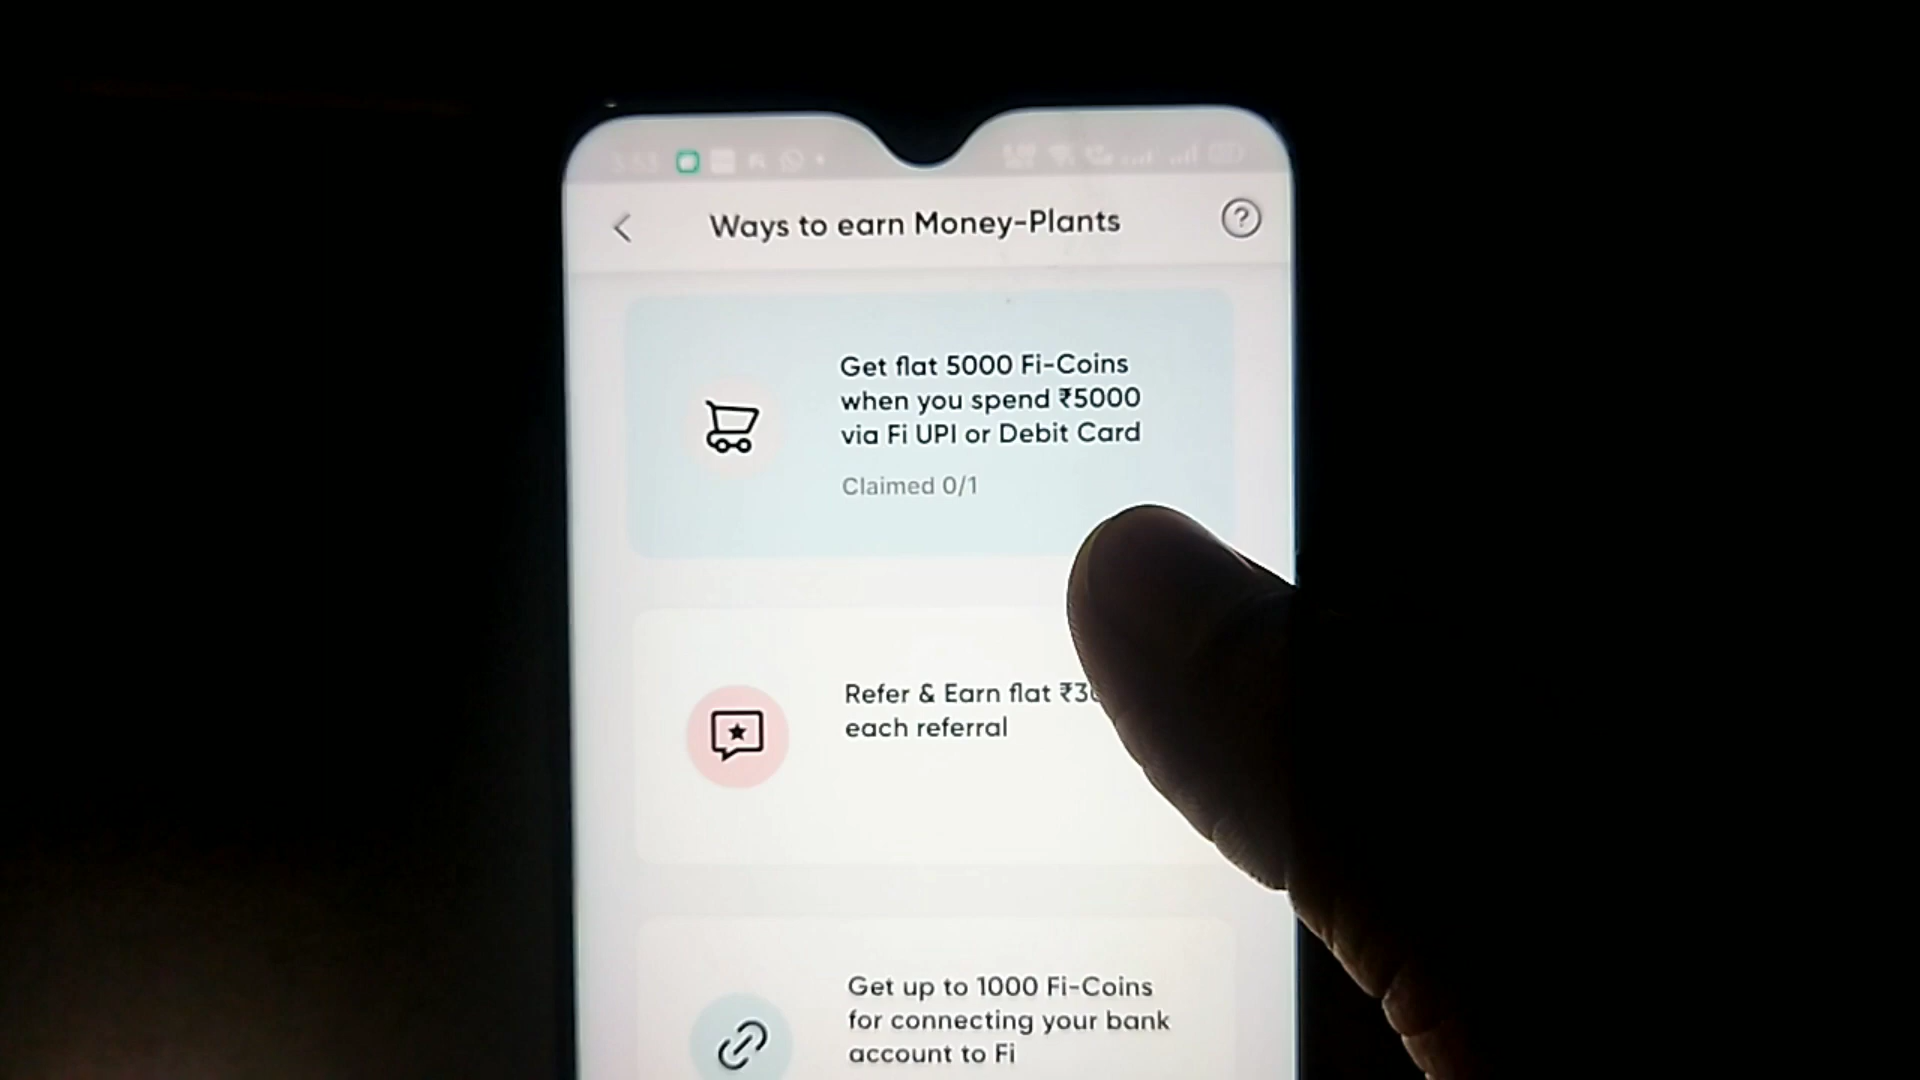 Ways to earn Money-Plants
Get flat 5000 Fi-Coins
when you spend ₹5000
via Fi UPI or Debit Card
Claimed 0/1
Refer & Earn flat
each referral
Get up to 1000 Fi-Coins
for connecting your bank
account to Fi